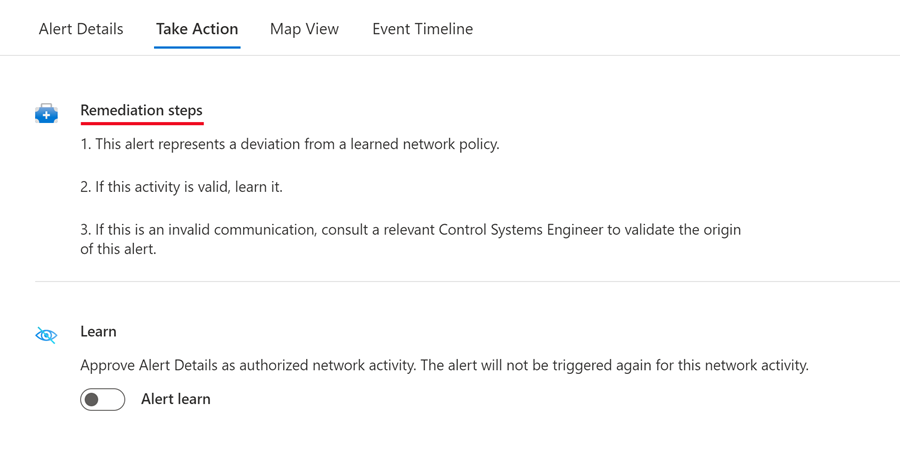 Alert Details Take Action Map View Event Timeline
Remediation steps
1. This alert represents a deviation from a learned network policy.
2. If this activity is valid, learn it.
3. If this is an invalid communication, consult a relevant Control Systems Engineer to validate the origin
of this alert.
Learn
Approve Alert Details as authorized network activity. The alert will not be triggered again for this network activity.
Alert learn